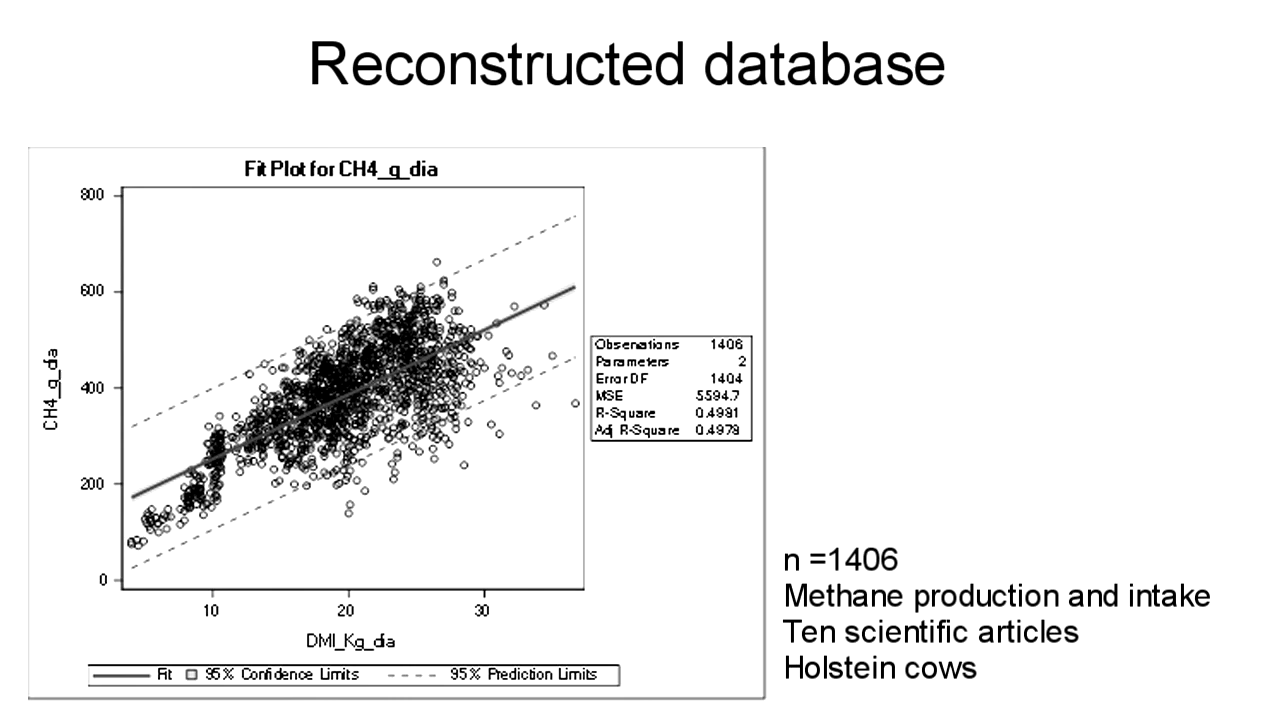 Reconstructed database
Fit Plot for CH4_g_dia
800
600
400
200
0
CH4_g_dia
10 20 30
DMI_Kg_dia
Observations 1406
Parameters 2
Error DF 1404
MSE 5594.7
R-Square 0.4981
Adj R-Square 0.4978
Fit 95% Confidence Limits 95% Prediction Limits
n =1406
Methane production and intake
Ten scientific articles
Holstein cows